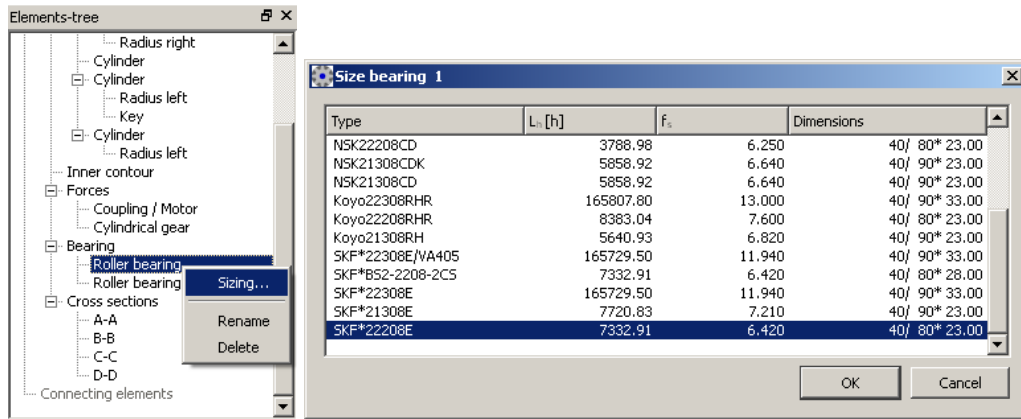 Elements-tree
Radius right
Cylinder
Cylinder
Radius left
Key
Cylinder
Radius left
Inner contour
Forces
Coupling / Motor
Cylindrical gear
Bearing
Roller bearing
Roller bearing
Cross sections
A-A
B-B
C-C
D-D
Connecting elements
Sizing...
Rename
Delete
Size bearing 1
Type Lh [h] fs Dimensions
NSK22208CD 3788.98 6.250 40/ 80* 23.00
NSK21308CDK 5858.92 6.640 40/ 90* 23.00
NSK21308CD 5858.92 6.640 40/ 90* 23.00
Koyo22308RHR 165807.80 13.000 40/ 90* 33.00
Koyo22208RHR 8383.04 7.600 40/ 80* 23.00
Koyo21308RH 5640.93 6.820 40/ 90* 23.00
SKF*22308E/VA405 165729.50 11.940 40/ 90* 33.00
SKF*BS2-2208-2CS 7332.91 6.420 40/ 80* 28.00
SKF*22308E 165729.50 11.940 40/ 90* 33.00
SKF*21308E 7720.83 7.210 40/ 90* 23.00
SKF*22208E 7332.91 6.420 40/ 80* 23.00
OK Cancel